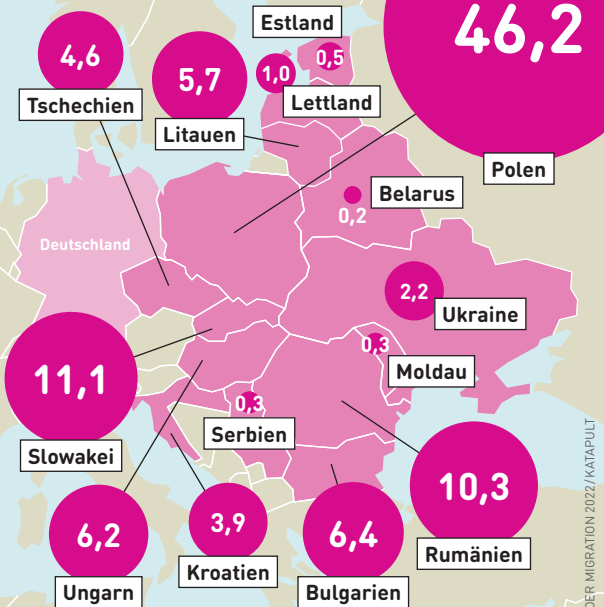 Estland
46,2
4,6
5,7
1,0
0,5
Tschechien
Lettland
Litauen
Polen
Belarus
0,2
Deutschland
2,2
Ukraine
0,3
Moldau
11,1
0,3
Serbien
Slowakei
10,3
6,2
3,9
6,4
Rumänien
Kroatien
Ungarn
Bulgarien
DER MIGRATION 2022/KATAPULT